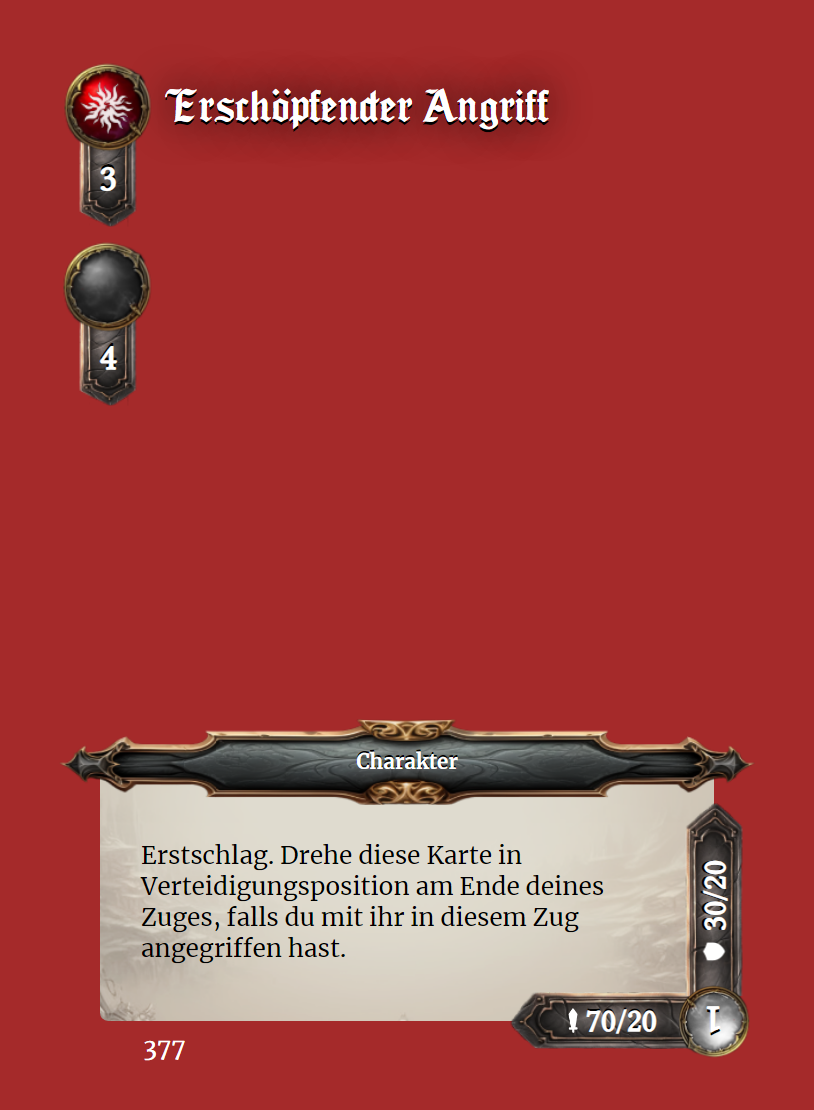 Erschöpfender Angriff
3
4
Charakter
Erstschlag. Drehe diese Karte in
Verteidigungsposition am Ende deines
Zuges, falls du mit ihr in diesem Zug
angegriffen hast.
30/20
70/20
1
377